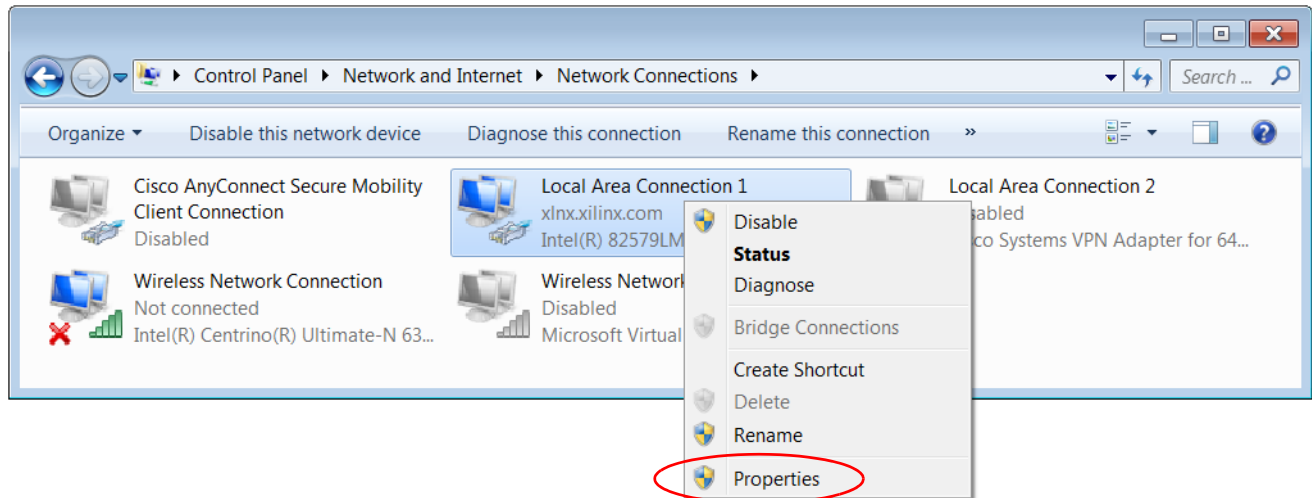 Control Panel Network and Internet Network Connections Search ...
Organize Disable this network device Diagnose this connection Rename this connection »
Cisco AnyConnect Secure Mobility
Client Connection
Disabled
Local Area Connection 1
xlnx.xilinx.com
Intel(R) 82579LM
Local Area Connection 2
sabled
co Systems VPN Adapter for 64...
Wireless Network Connection
Not connected
Intel(R) Centrino(R) Ultimate-N 63...
Wireless Network
Disabled
Microsoft Virtual
Disable
Status
Diagnose
Bridge Connections
Create Shortcut
Delete
Rename
Properties